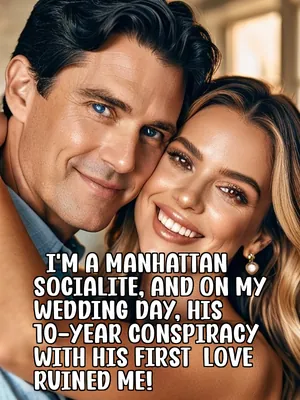 I'M A MANHATTAN
SOCIALITE, AND ON MY
WEDDING DAY, HIS
10-YEAR CONSPIRACY
WITH HIS FIRST LOVE
RUINED ME!